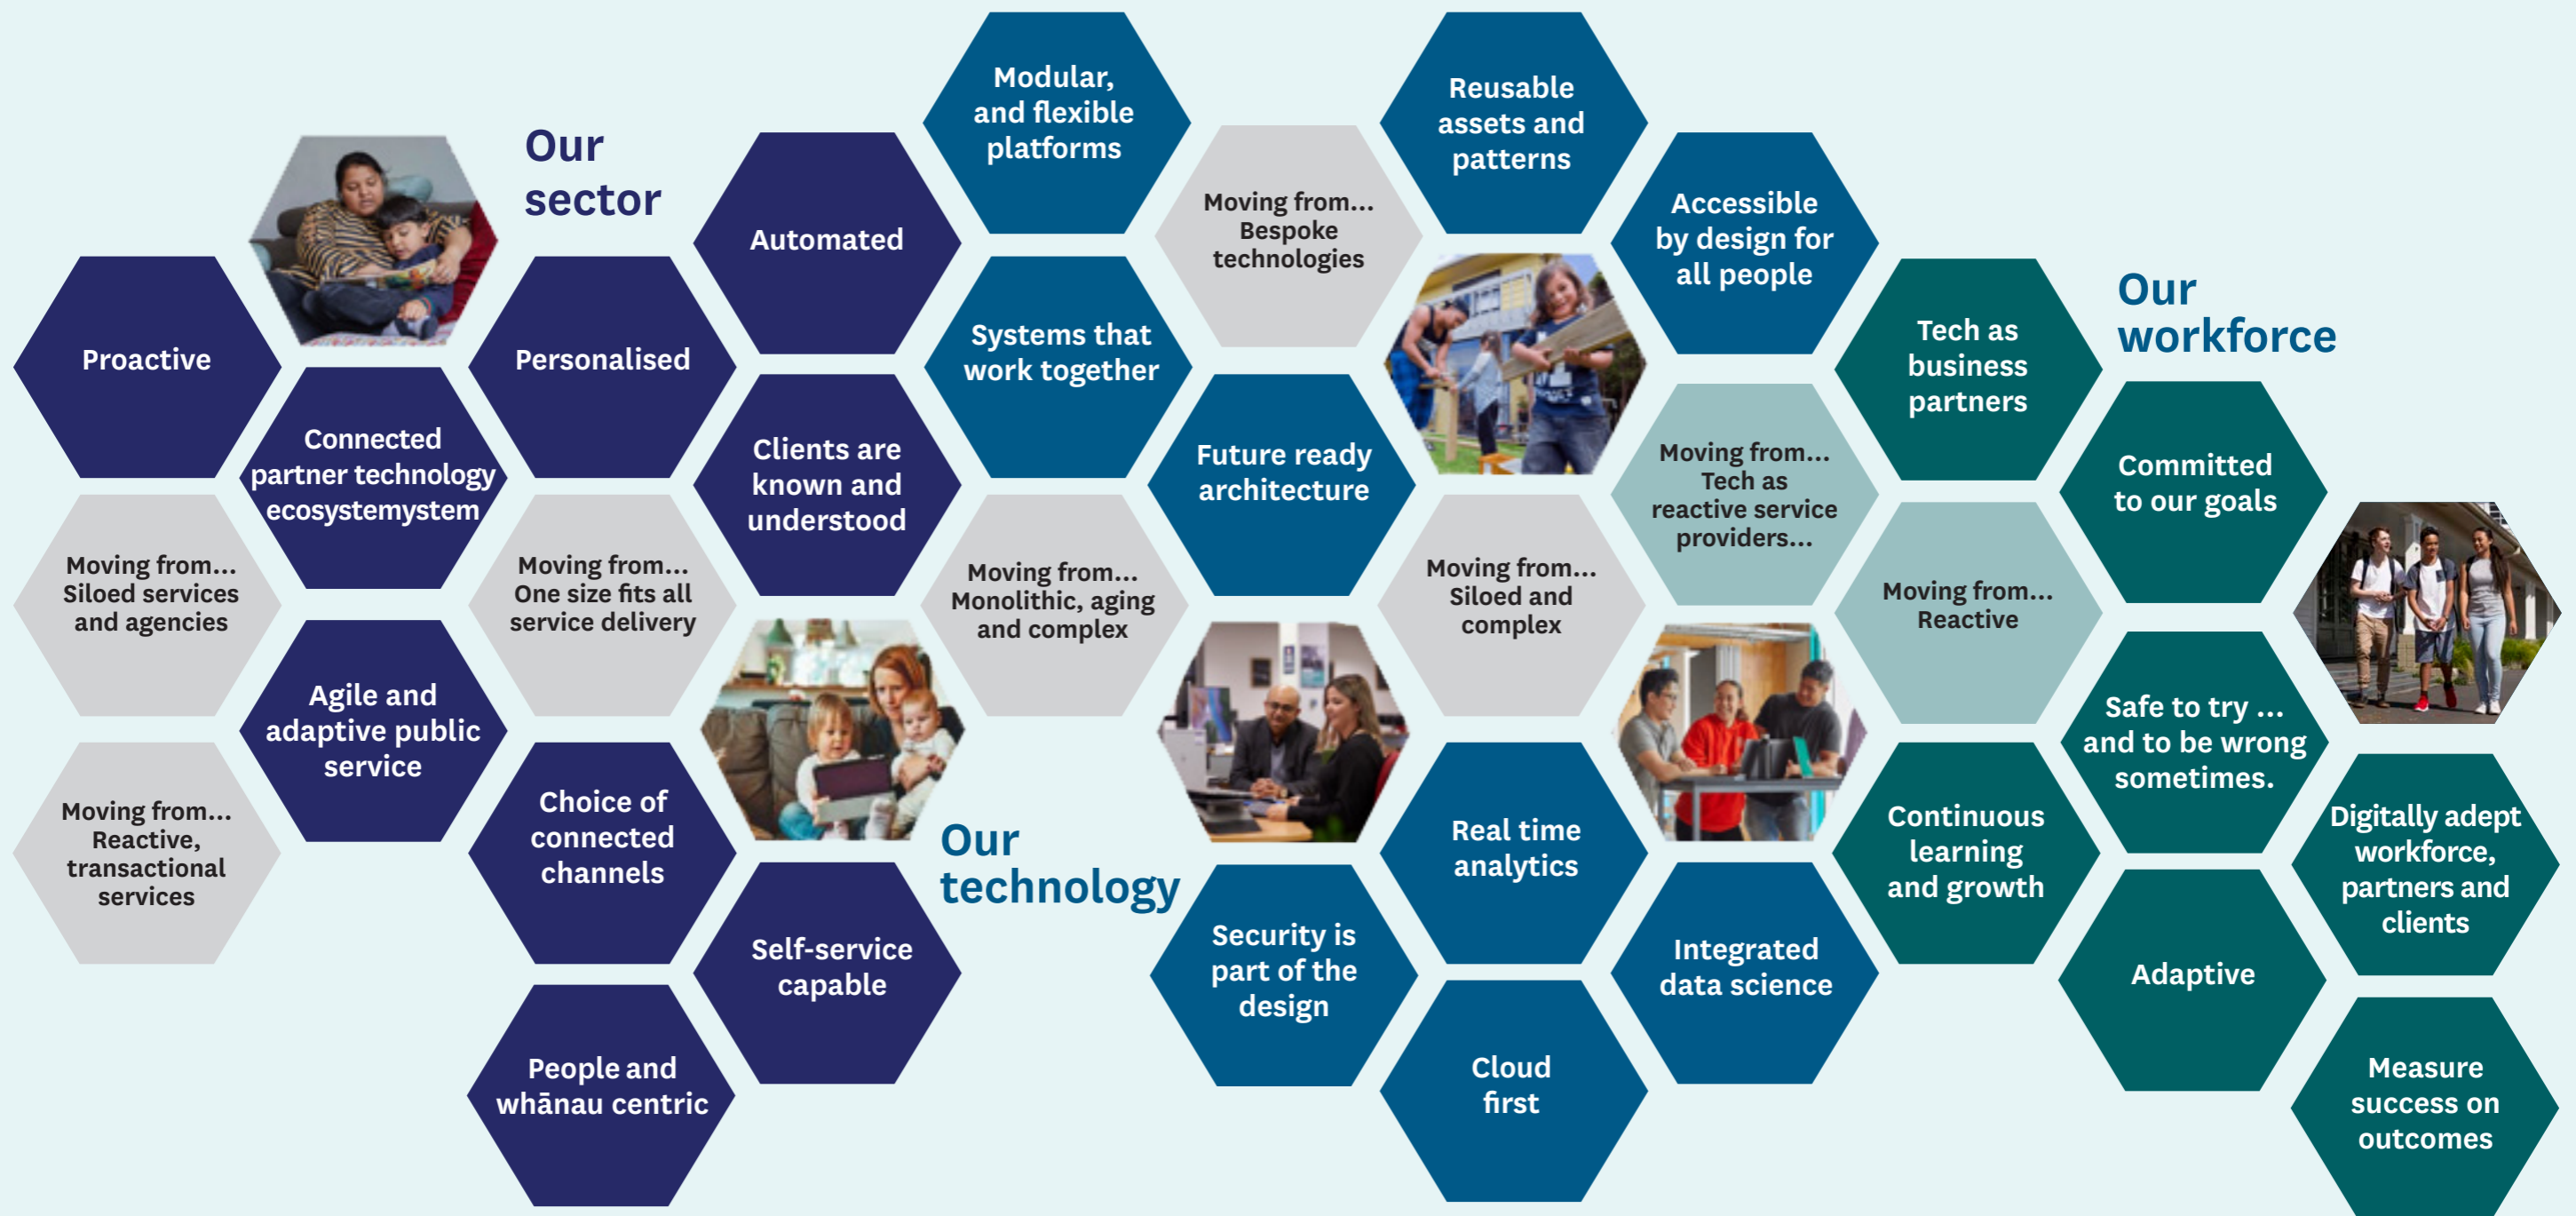 Our
sector
Proactive
Connected
partner technology
ecosystemystem
Personalised
Automated
Clients are
known and
understood
Moving from...
Siloed services
and agencies
Moving from...
One size fits all
service delivery
Agile and
adaptive public
service
Moving from...
Reactive,
transactional
services
Choice of
connected
channels
Self-service
capable
People and
whānau centric
Our
technology
Modular,
and flexible
platforms
Moving from...
Bespoke
technologies
Reusable
assets and
patterns
Accessible
by design for
all people
Systems that
work together
Future ready
architecture
Moving from...
Monolithic, aging
and complex
Moving from...
Siloed and
complex
Real time
analytics
Security is
part of the
design
Integrated
data science
Cloud
first
Our
workforce
Tech as
business
partners
Moving from...
Tech as
reactive service
providers...
Committed
to our goals
Moving from...
Reactive
Safe to try ...
and to be wrong
sometimes.
Continuous
learning
and growth
Digitally adept
workforce,
partners and
clients
Adaptive
Measure
success on
outcomes